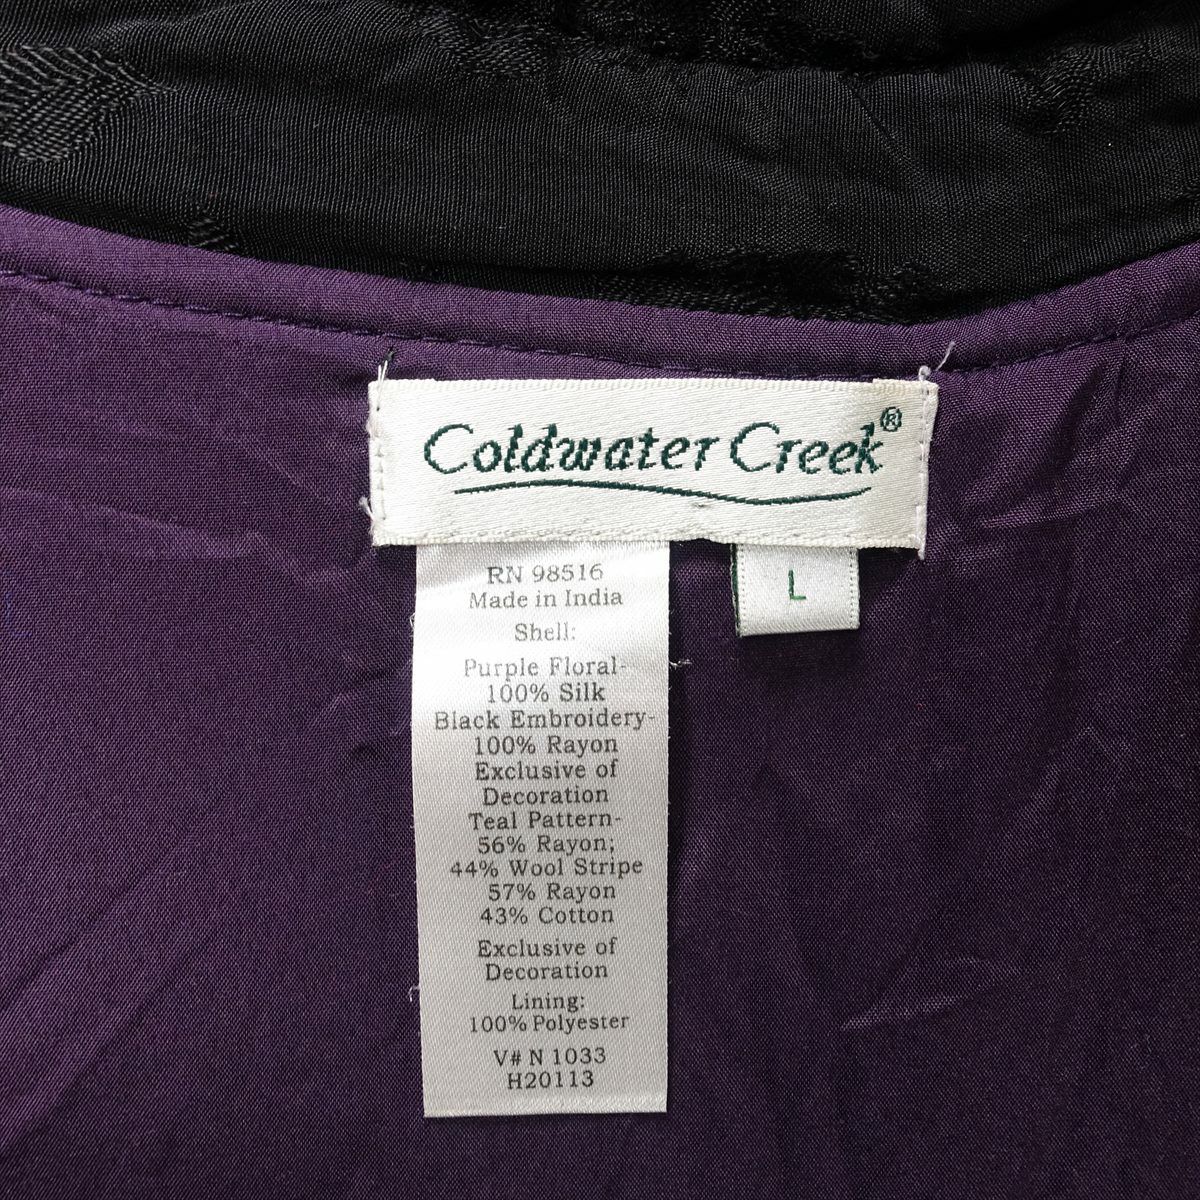 Coldwater Creek®
L
RN 98516
Made in India
Shell:
Purple Floral-
100% Silk
Black Embroidery-
100% Rayon
Exclusive of
Decoration
Teal Pattern-
56% Rayon;
44% Wool Stripe
57% Rayon
43% Cotton
Exclusive of
Decoration
Lining:
100% Polyester
V# N 1033
H20113